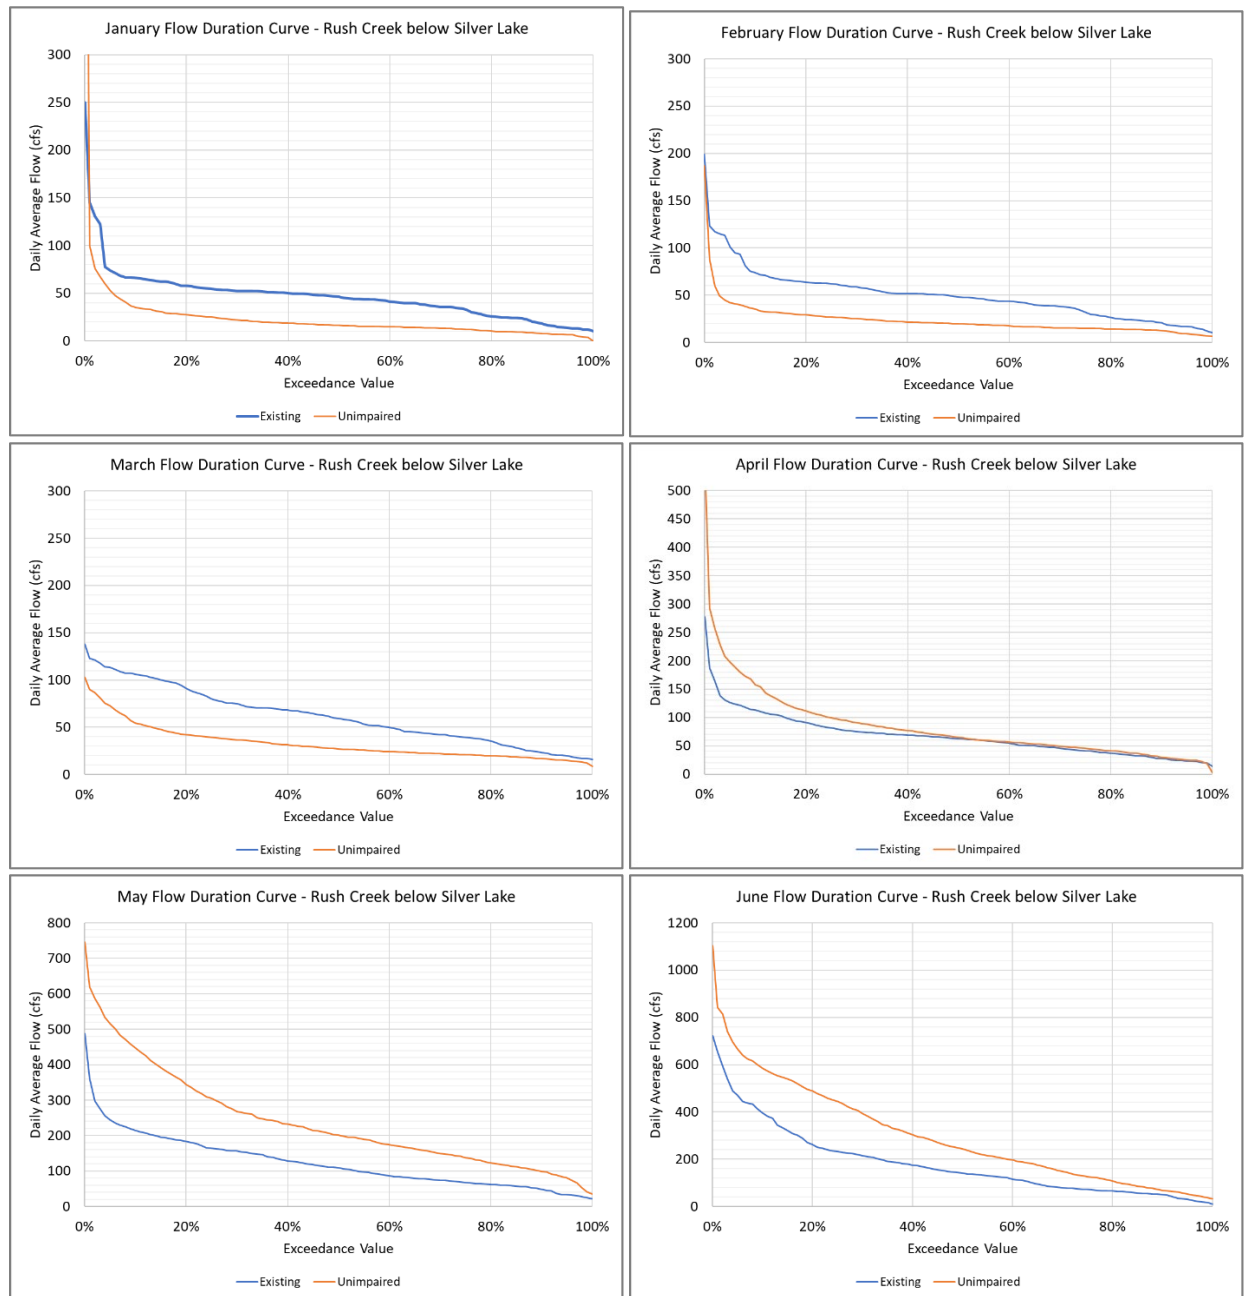 January Flow Duration Curve - Rush Creek below Silver Lake
Daily Average Flow (cfs)
300
250
200
150
100
50
0
0% 20% 40% 60% 80% 100%
Exceedance Value
Existing Unimpaired
February Flow Duration Curve - Rush Creek below Silver Lake
Daily Average Flow (cfs)
300
250
200
150
100
50
0
0% 20% 40% 60% 80% 100%
Exceedance Value
Existing Unimpaired
March Flow Duration Curve - Rush Creek below Silver Lake
Daily Average Flow (cfs)
300
250
200
150
100
50
0
0% 20% 40% 60% 80% 100%
Exceedance Value
Existing Unimpaired
April Flow Duration Curve - Rush Creek below Silver Lake
Daily Average Flow (cfs)
500
450
400
350
300
250
200
150
100
50
0
0% 20% 40% 60% 80% 100%
Exceedance Value
Existing Unimpaired
May Flow Duration Curve - Rush Creek below Silver Lake
Daily Average Flow (cfs)
800
700
600
500
400
300
200
100
0
0% 20% 40% 60% 80% 100%
Exceedance Value
Existing Unimpaired
June Flow Duration Curve - Rush Creek below Silver Lake
Daily Average Flow (cfs)
1200
1000
800
600
400
200
0
0% 20% 40% 60% 80% 100%
Exceedance Value
Existing Unimpaired